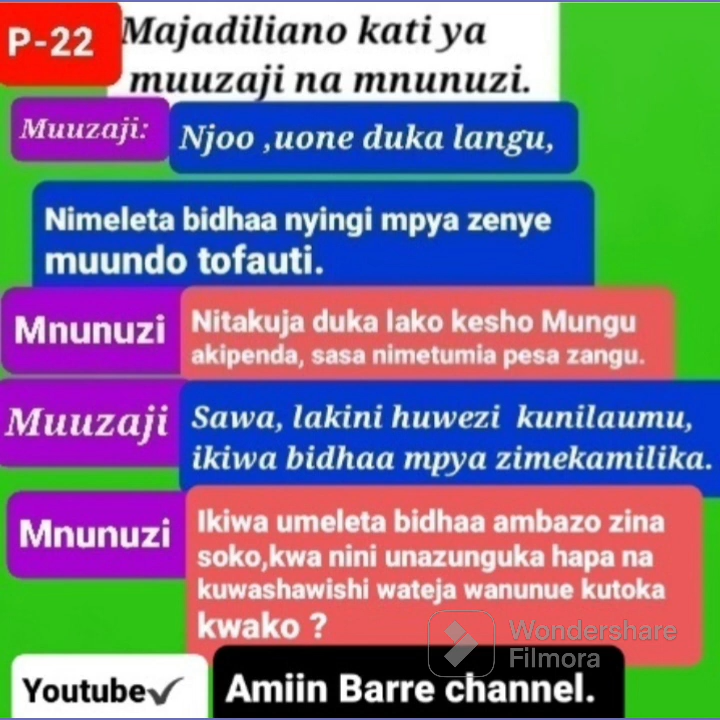 P-22
Majadiliano kati ya
muuzaji na mnunuzi.
Muuzaji:
Njoo ,uone duka langu,
Nimeleta bidhaa nyingi mpya zenye
muundo tofauti.
Mnunuzi
Nitakuja duka lako kesho Mungu
akipenda, sasa nimetumia pesa zangu.
Muuzaji
Sawa, lakini huwezi kunilaumu,
ikiwa bidhaa mpya zimekamilika.
Mnunuzi
Ikiwa umeleta bidhaa ambazo zina
soko,kwa nini unazunguka hapa na
kuwashawishi wateja wanunue kutoka
kwako ?
Wondershare
Filmora
Youtube✓
Amiin Barre channel.